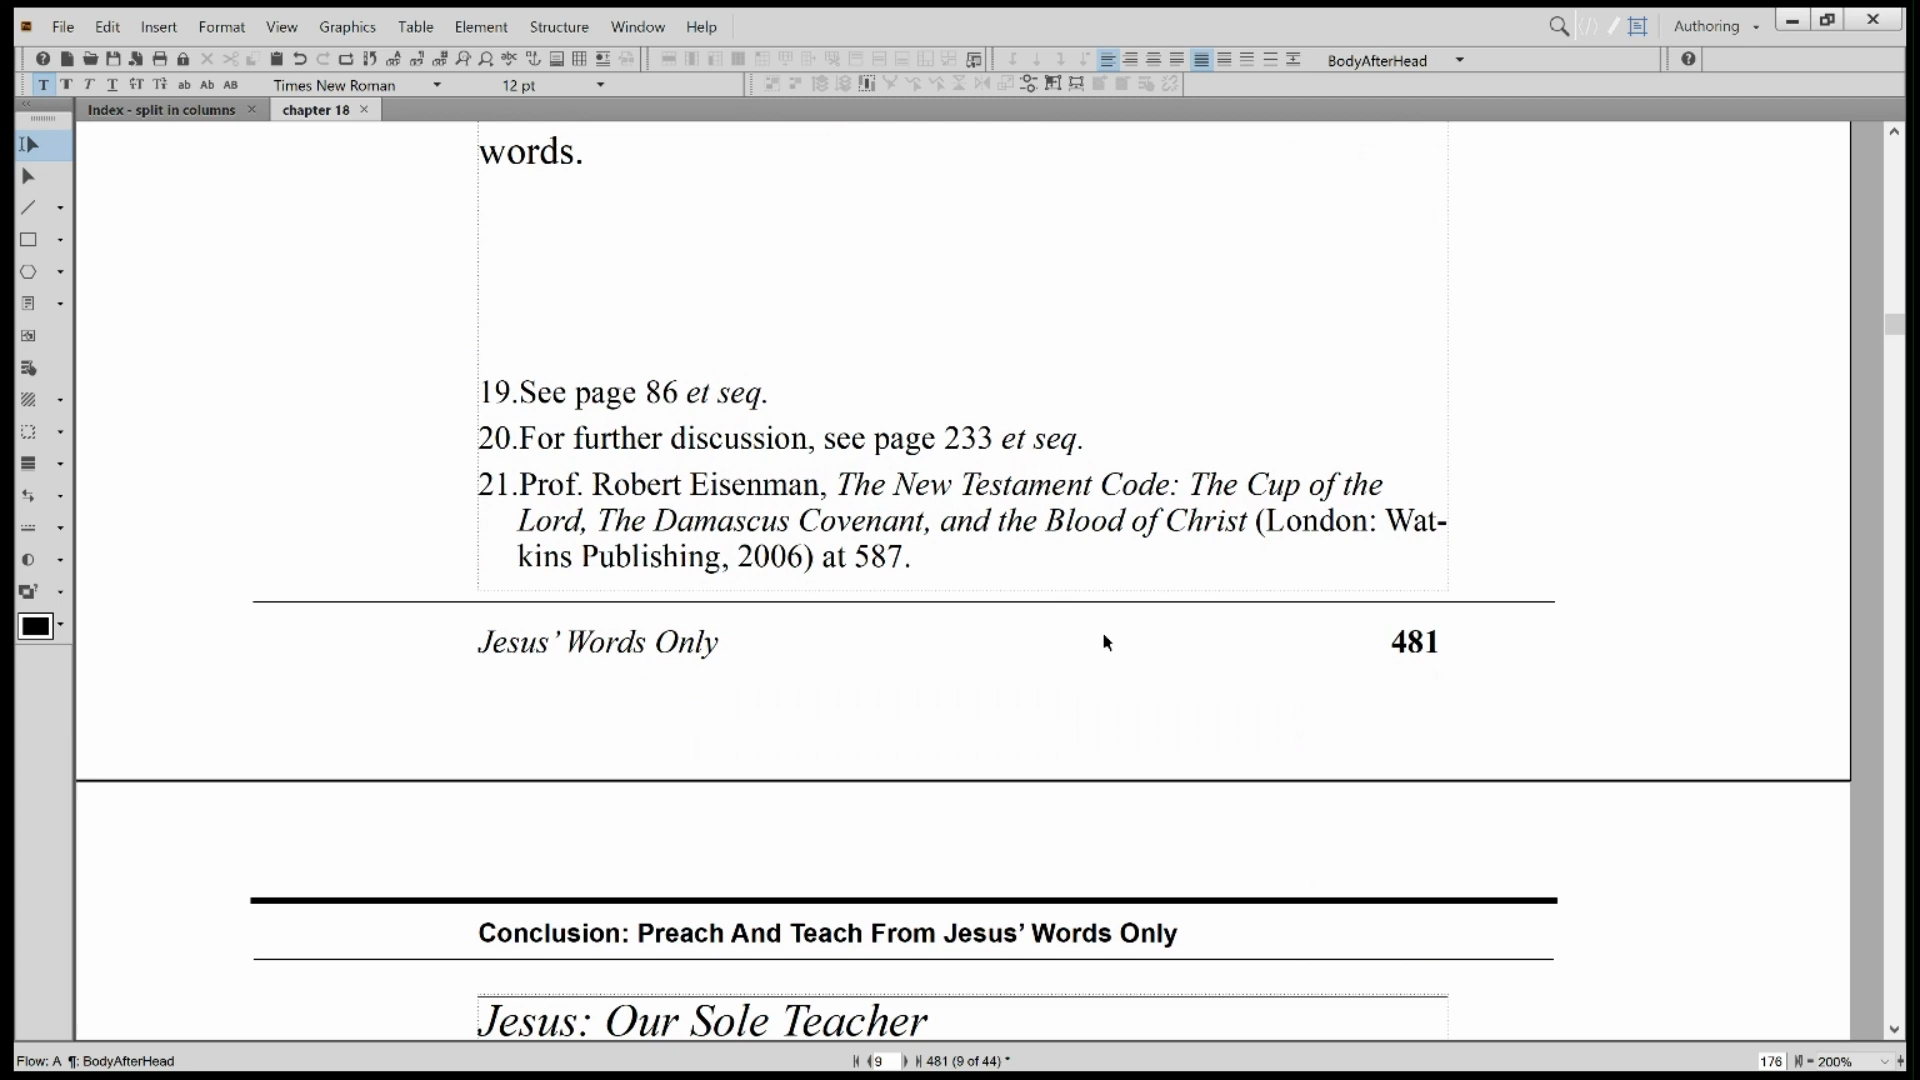 File Edit Insert Format View Graphics Table Element Structure Window Help Authoring
BodyAfterHead
Times New Roman 12 pt
Index - split in columns chapter 18
words.
19.See page 86 et seq.
20.For further discussion, see page 233 et seq.
21.Prof. Robert Eisenman, The New Testament Code: The Cup of the
Lord, The Damascus Covenant, and the Blood of Christ (London: Wat-
kins Publishing, 2006) at 587.
Jesus’ Words Only 481
Conclusion: Preach And Teach From Jesus’ Words Only
Jesus: Our Sole Teacher
Flow: A ¶: BodyAfterHead 9 481 (9 of 44) * 176 = 200%